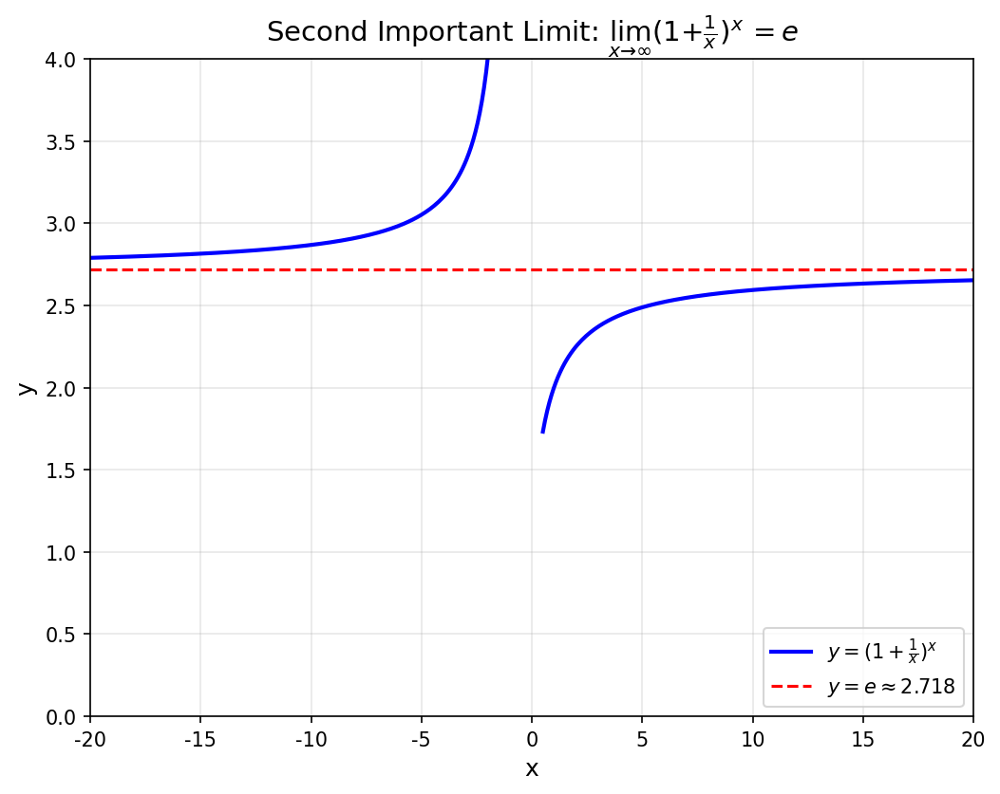 Second Important Limit: lim(1+1/x)^x = e
x→∞
4.0
3.5
3.0
2.5
2.0
1.5
1.0
0.5
0.0
y
-20 -15 -10 -5 0 5 10 15 20
x
y = (1 + 1/x)^x
y = e ≈ 2.718